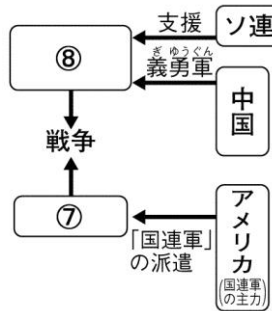 支援
ソ連
⑧
ぎゆうぐん
義勇軍
中国
戦争
⑦
「国連軍」
の派遣
アメリカ
(国連軍
の主力)